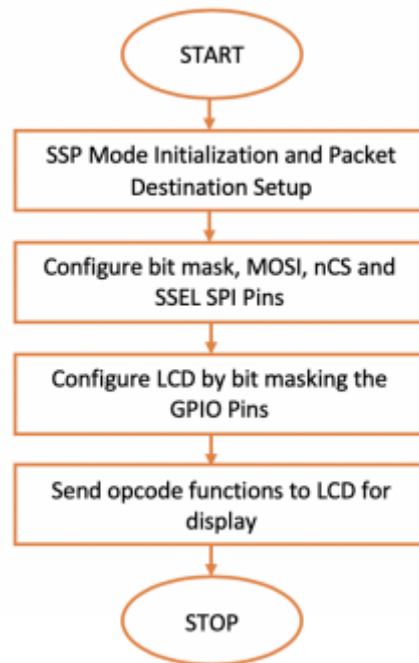 START
SSP Mode Initialization and Packet
Destination Setup
Configure bit mask, MOSI, nCS and
SSEL SPI Pins
Configure LCD by bit masking the
GPIO Pins
Send opcode functions to LCD for
display
STOP